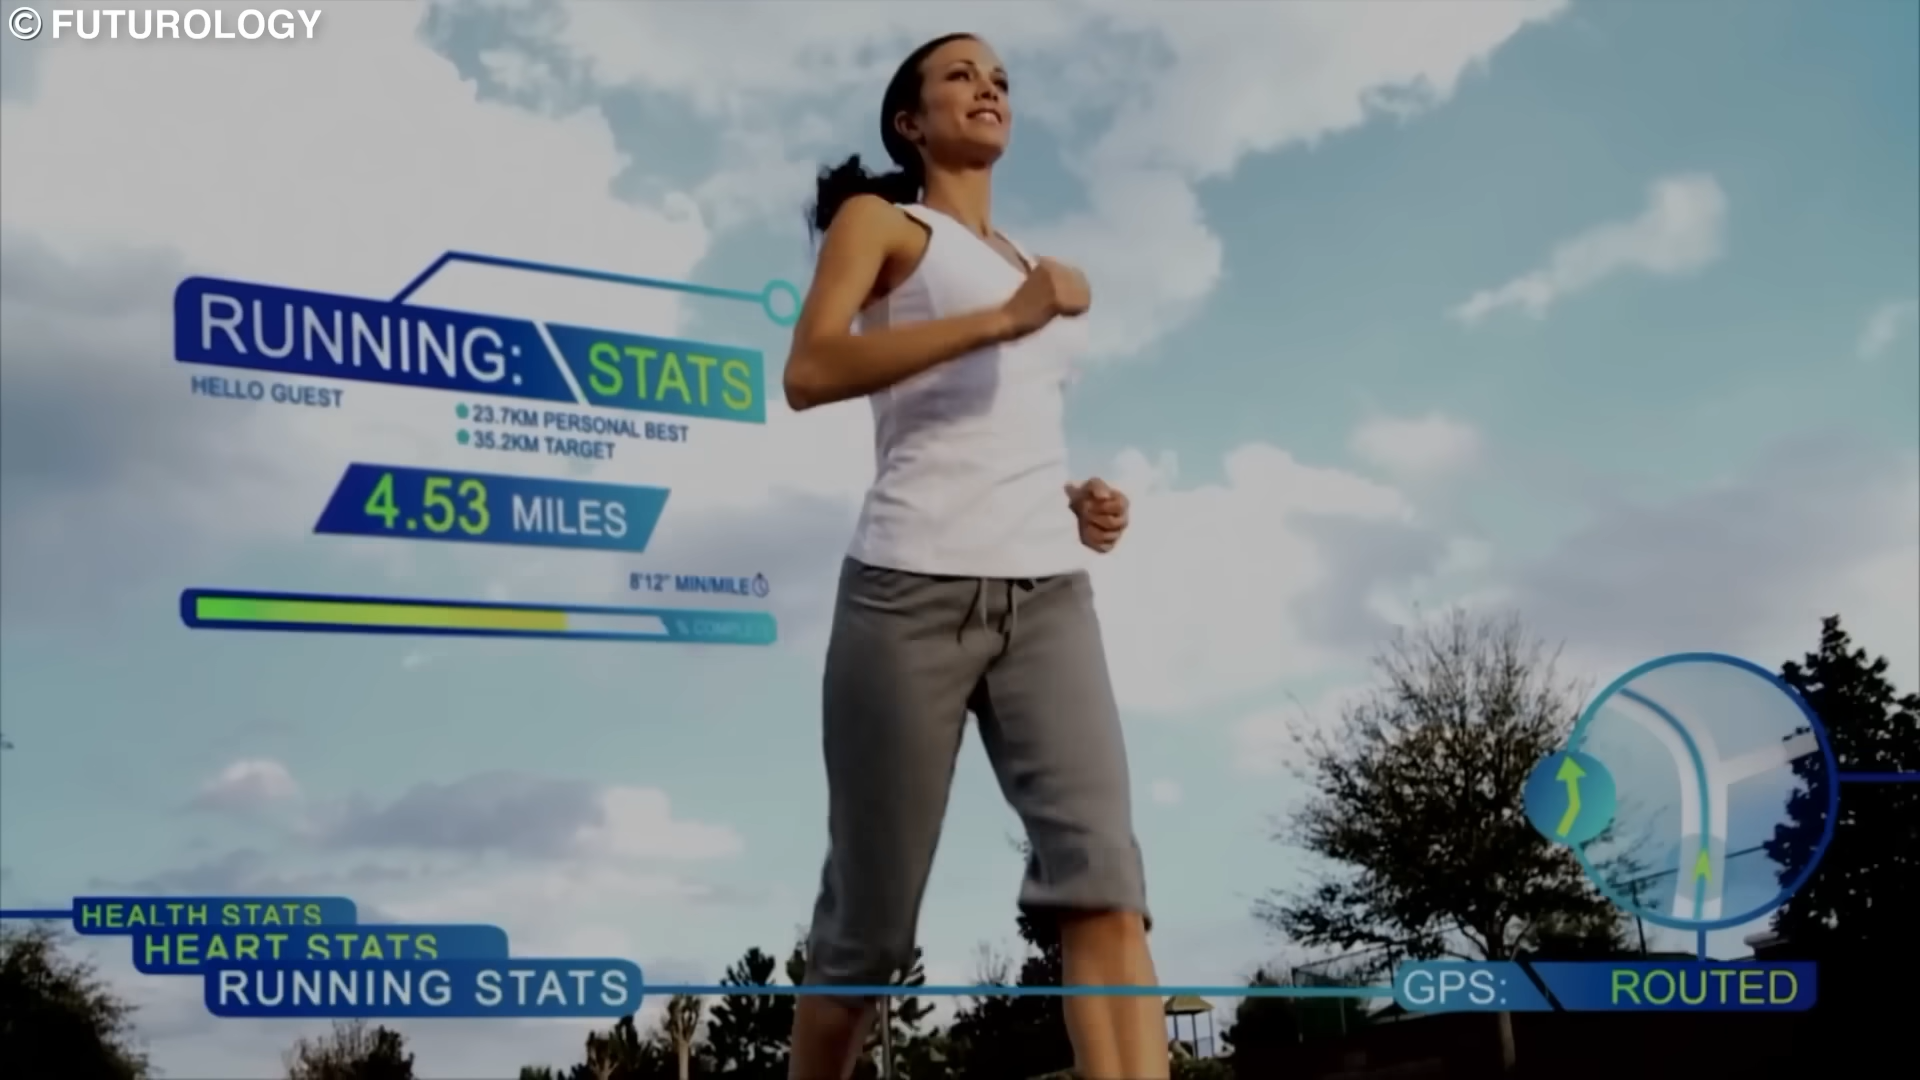 © FUTUROLOGY
RUNNING: STATS
HELLO GUEST
23.7KM PERSONAL BEST
35.2KM TARGET
4.53 MILES
8'12" MIN/MILE
% COMPLETE
HEALTH STATS
HEART STATS
RUNNING STATS
GPS: ROUTED